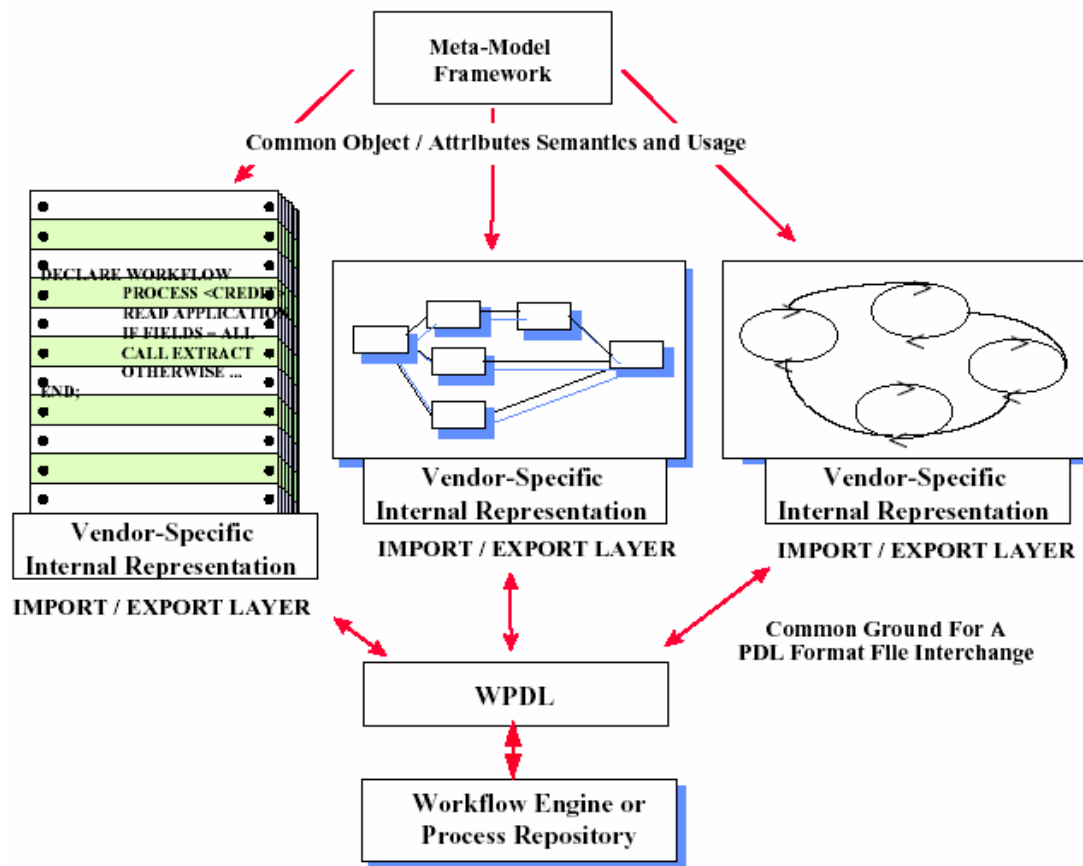 Meta-Model
Framework
Common Object / Attributes Semantics and Usage
DECLARE WORKFLOW
PROCESS <CREDIT>
READ APPLICATION
IF FIELDS = ALL
CALL EXTRACT
OTHERWISE ...
END;
Vendor-Specific
Internal Representation
IMPORT / EXPORT LAYER
Vendor-Specific
Internal Representation
IMPORT / EXPORT LAYER
Vendor-Specific
Internal Representation
IMPORT / EXPORT LAYER
Common Ground For A
PDL Format File Interchange
WPDL
Workflow Engine or
Process Repository